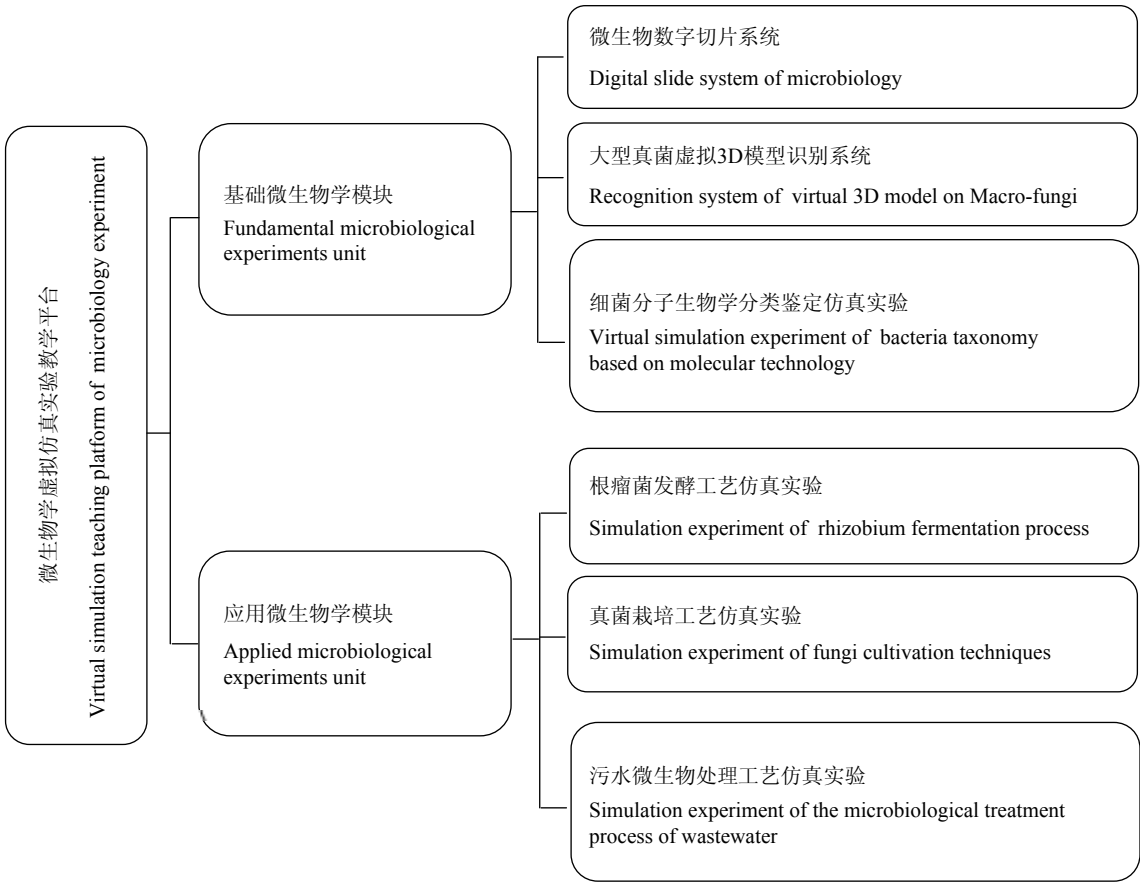 微生物学虚拟仿真实验教学平台
Virtual simulation teaching platform of microbiology experiment
基础微生物学模块
Fundamental microbiological
experiments unit
微生物数字切片系统
Digital slide system of microbiology
大型真菌虚拟3D模型识别系统
Recognition system of virtual 3D model on Macro-fungi
细菌分子生物学分类鉴定仿真实验
Virtual simulation experiment of bacteria taxonomy
based on molecular technology
应用微生物学模块
Applied microbiological
experiments unit
根瘤菌发酵工艺仿真实验
Simulation experiment of rhizobium fermentation process
真菌栽培工艺仿真实验
Simulation experiment of fungi cultivation techniques
污水微生物处理工艺仿真实验
Simulation experiment of the microbiological treatment
process of wastewater